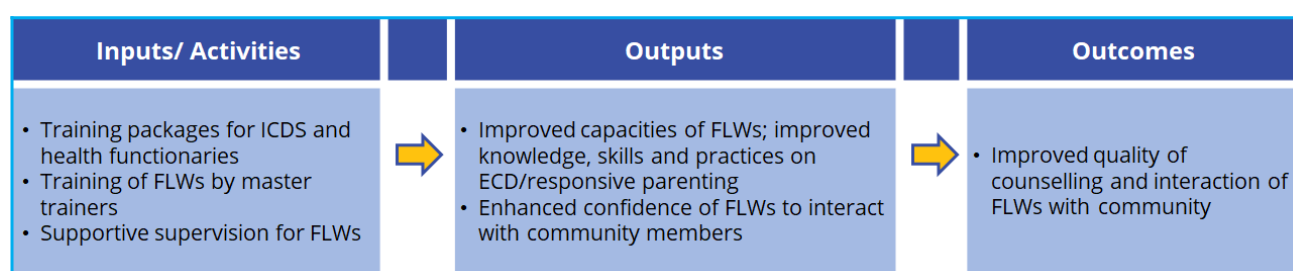 Inputs/ Activities
Outputs
Outcomes
• Training packages for ICDS and
health functionaries
• Training of FLWs by master
trainers
• Supportive supervision for FLWs
• Improved capacities of FLWs; improved
knowledge, skills and practices on
ECD/responsive parenting
• Enhanced confidence of FLWs to interact
with community members
• Improved quality of
counselling and interaction of
FLWs with community